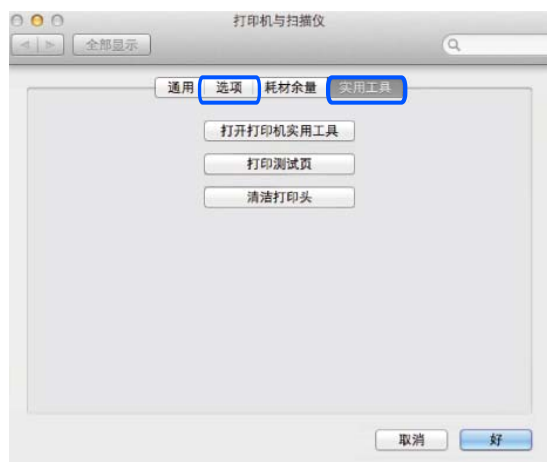 打印机与扫描仪
全部显示
通用 选项 耗材余量 实用工具
打开打印机实用工具
打印测试页
清洁打印头
取消 好